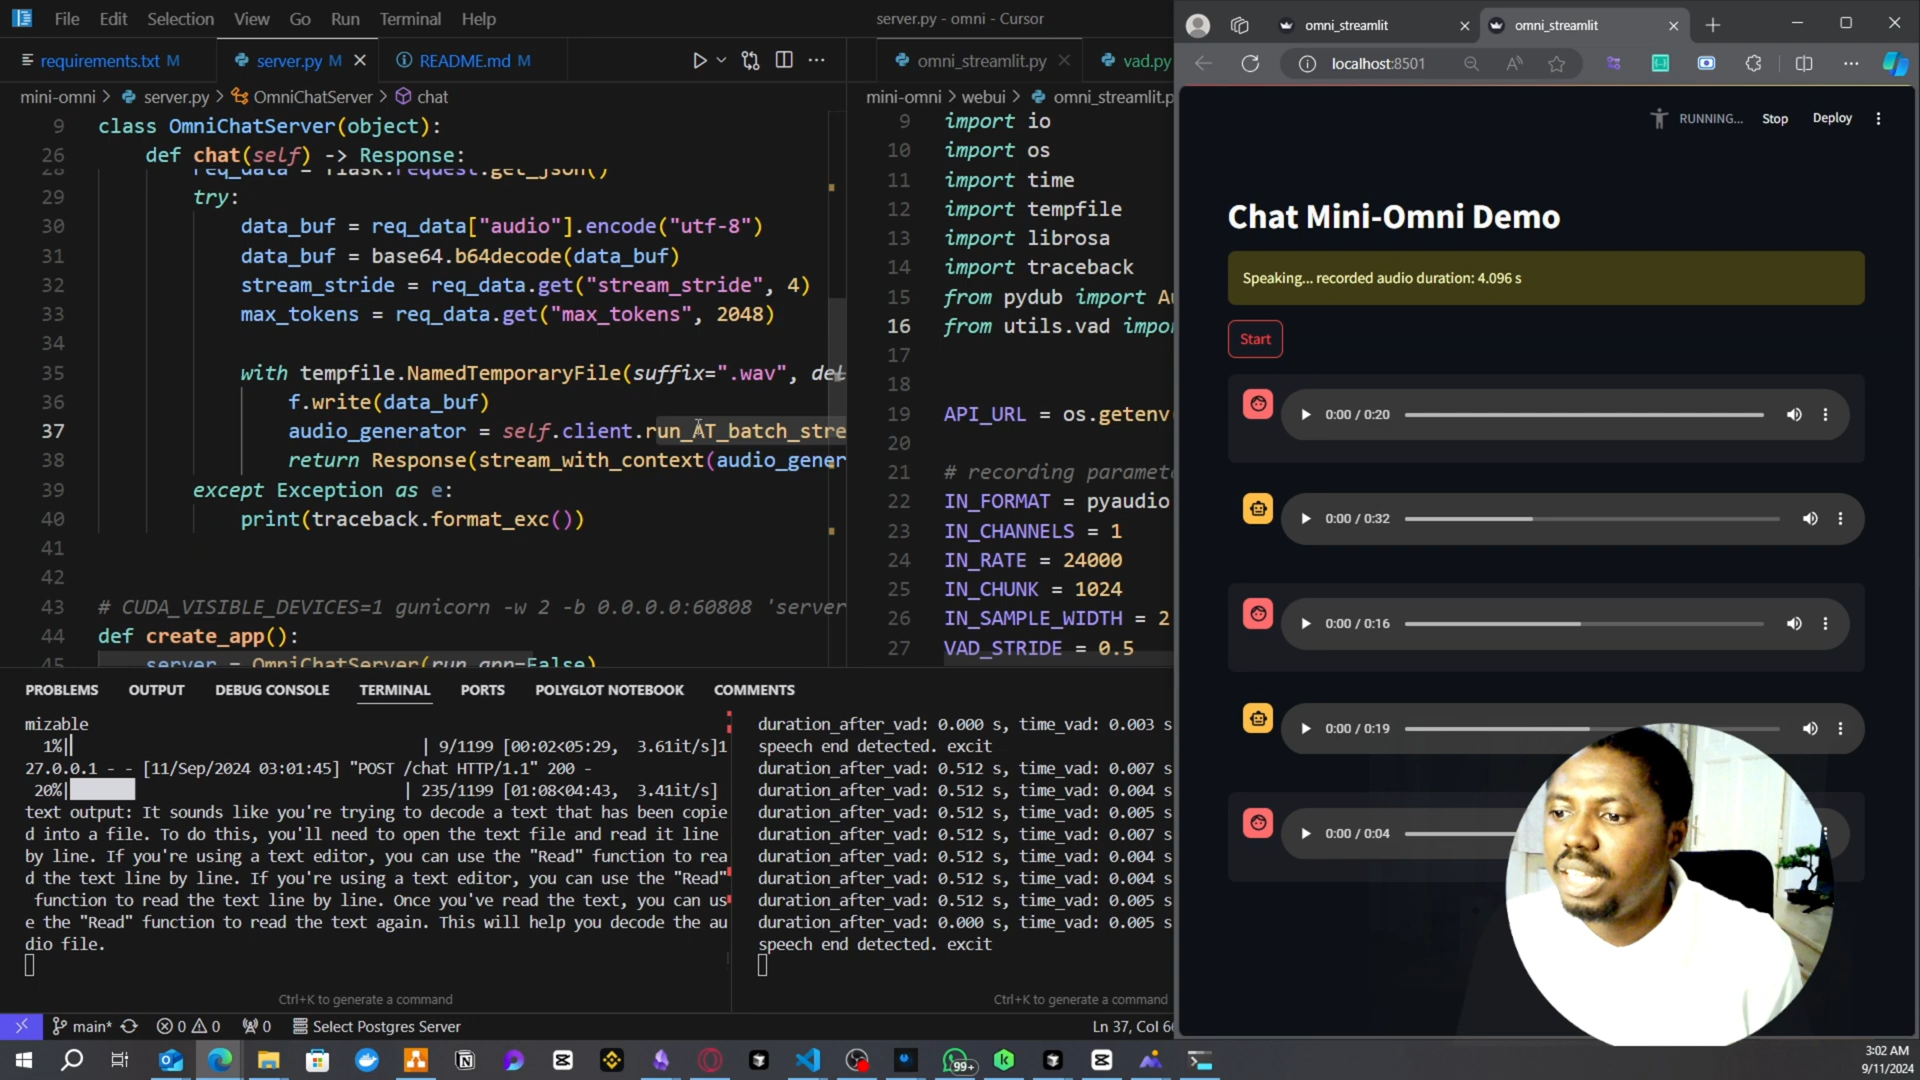 File Edit Selection View Go Run Terminal Help
server.py - omni - Cursor
requirements.txt M
server.py M
README.md M
mini-omni > server.py > OmniChatServer > chat
9 class OmniChatServer(object):
26 def chat(self) -> Response:
28 req_data = flask.request.get_json()
29 try:
30 data_buf = req_data["audio"].encode("utf-8")
31 data_buf = base64.b64decode(data_buf)
32 stream_stride = req_data.get("stream_stride", 4)
33 max_tokens = req_data.get("max_tokens", 2048)
34
35 with tempfile.NamedTemporaryFile(suffix=".wav", del
36 f.write(data_buf)
37 audio_generator = self.client.run_AT_batch_stre
38 return Response(stream_with_context(audio_gener
39 except Exception as e:
40 print(traceback.format_exc())
41
42
43 # CUDA_VISIBLE_DEVICES=1 gunicorn -w 2 -b 0.0.0.0:60808 'server
44 def create_app():
45 server = OmniChatServer(run_app=False)
omni_streamlit.py
vad.py
mini-omni > webui > omni_streamlit.p
9 import io
10 import os
11 import time
12 import tempfile
13 import librosa
14 import traceback
15 from pydub import Au
16 from utils.vad impor
17
18
19 API_URL = os.getenv(
20
21 # recording paramete
22 IN_FORMAT = pyaudio
23 IN_CHANNELS = 1
24 IN_RATE = 24000
25 IN_CHUNK = 1024
26 IN_SAMPLE_WIDTH = 2
27 VAD_STRIDE = 0.5
PROBLEMS OUTPUT DEBUG CONSOLE TERMINAL PORTS POLYGLOT NOTEBOOK COMMENTS
mizable
1%| | 9/1199 [00:02<05:29, 3.61it/s]1
27.0.0.1 - - [11/Sep/2024 03:01:45] "POST /chat HTTP/1.1" 200 -
20%| | 235/1199 [01:08<04:43, 3.41it/s]
text output: It sounds like you're trying to decode a text that has been copie
d into a file. To do this, you'll need to open the text file and read it line
by line. If you're using a text editor, you can use the "Read" function to rea
d the text line by line. If you're using a text editor, you can use the "Read"
function to read the text line by line. Once you've read the text, you can us
e the "Read" function to read the text again. This will help you decode the au
dio file.
Ctrl+K to generate a command
duration_after_vad: 0.000 s, time_vad: 0.003 s
speech end detected. excit
duration_after_vad: 0.512 s, time_vad: 0.007 s
duration_after_vad: 0.512 s, time_vad: 0.004 s
duration_after_vad: 0.512 s, time_vad: 0.005 s
duration_after_vad: 0.512 s, time_vad: 0.007 s
duration_after_vad: 0.512 s, time_vad: 0.004 s
duration_after_vad: 0.512 s, time_vad: 0.004 s
duration_after_vad: 0.512 s, time_vad: 0.005 s
duration_after_vad: 0.000 s, time_vad: 0.005 s
speech end detected. excit
Ctrl+K to generate a command
main* 0 0 0 Select Postgres Server
Ln 37, Col 6
omni_streamlit
omni_streamlit
localhost:8501
RUNNING... Stop Deploy
Chat Mini-Omni Demo
Speaking... recorded audio duration: 4.096 s
Start
0:00 / 0:20
0:00 / 0:32
0:00 / 0:16
0:00 / 0:19
0:00 / 0:04
99+
3:02 AM
9/11/2024